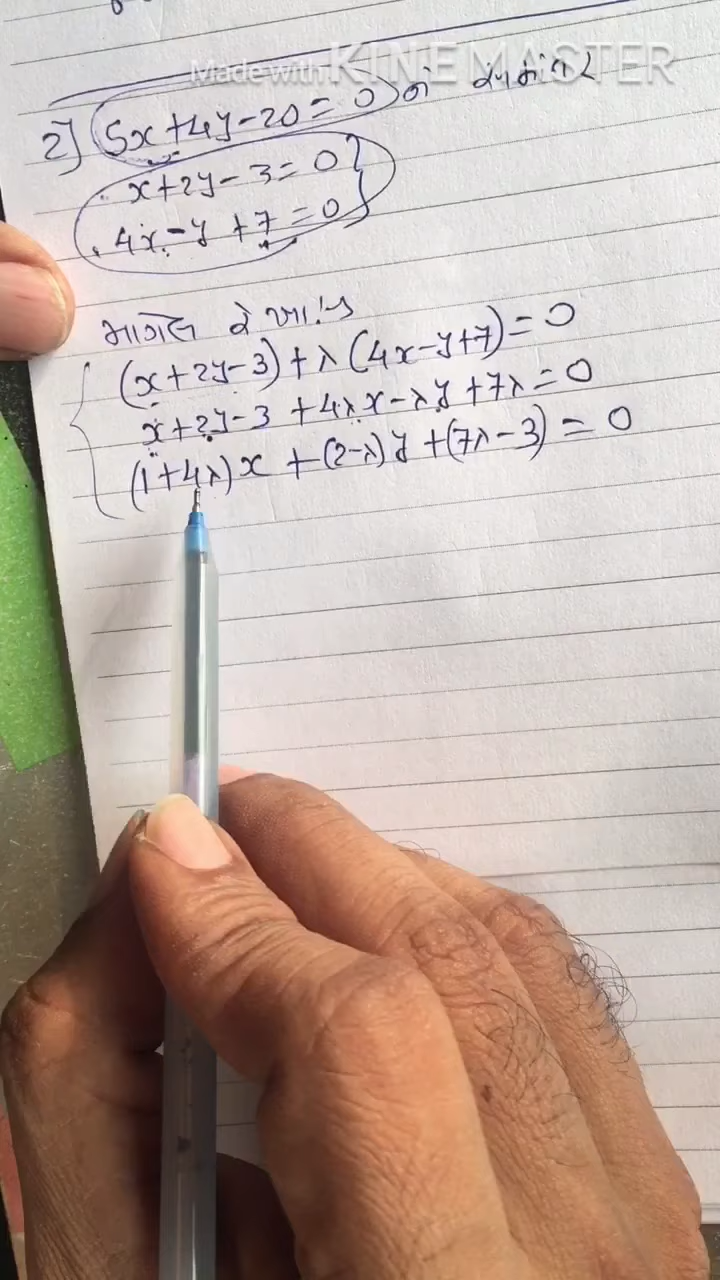 Made with KINEMASTER
2] 5x+4y-20=0 ને સમાંતર
x+2y-3=0
4x-y+7=0
માગેલ રેખાનું
(x+2y-3)+λ(4x-y+7)=0
x+2y-3+4λx-λy+7λ=0
(1+4λ)x+(2-λ)y+(7λ-3)=0